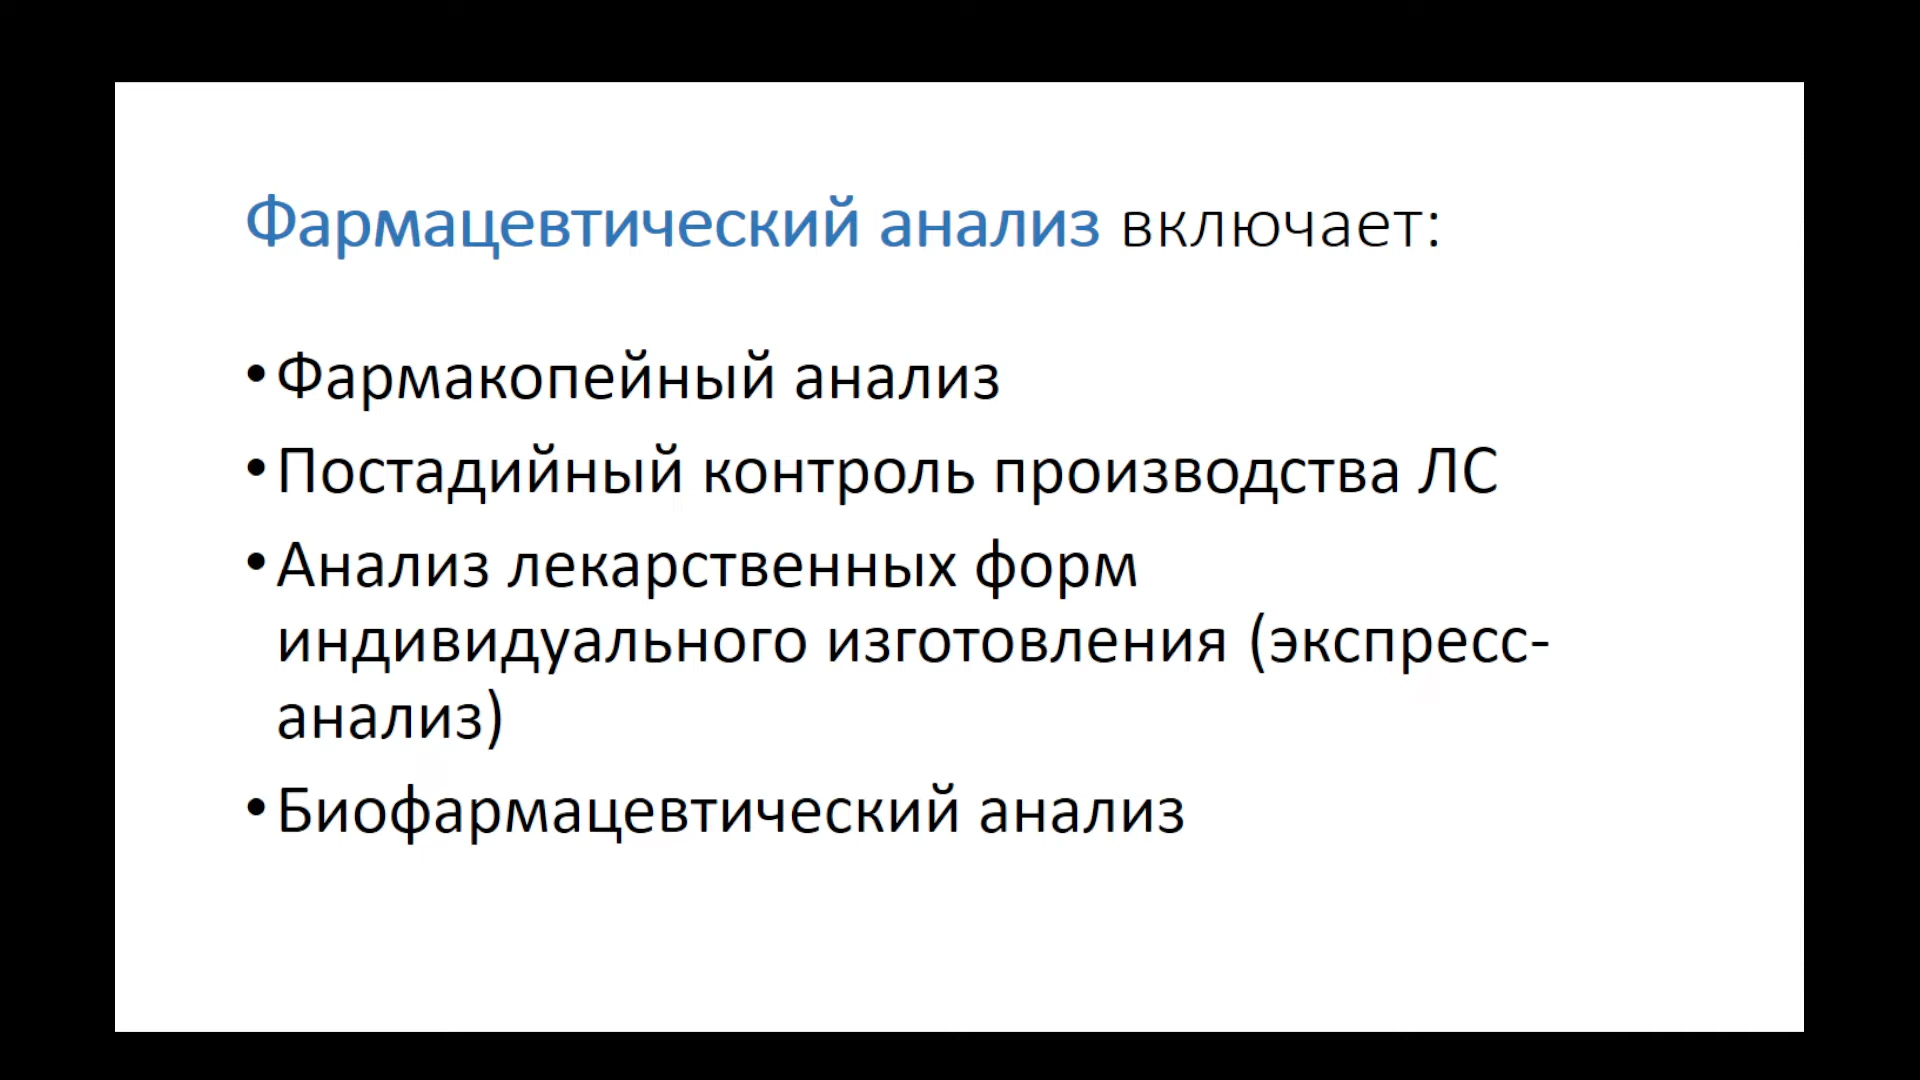 Фармацевтический анализ включает:
•Фармакопейный анализ
•Постадийный контроль производства ЛС
•Анализ лекарственных форм
индивидуального изготовления (экспресс-
анализ)
•Биофармацевтический анализ